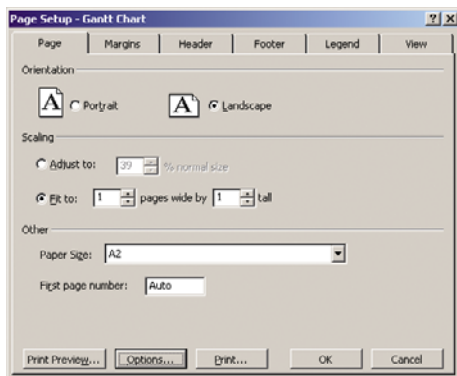 Page Setup - Gantt Chart
Page Margins Header Footer Legend View
Orientation
A Portrait A Landscape
Scaling
Adjust to: 39 % normal size
Fit to: 1 pages wide by 1 tall
Other
Paper Size: A2
First page number: Auto
Print Preview... Options... Print... OK Cancel